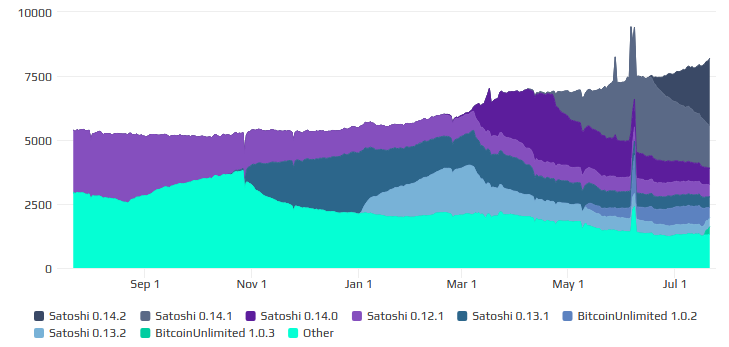 10000
7500
5000
2500
0
Sep 1 Nov 1 Jan 1 Mar 1 May 1 Jul 1
Satoshi 0.14.2 Satoshi 0.14.1 Satoshi 0.14.0 Satoshi 0.12.1 Satoshi 0.13.1 BitcoinUnlimited 1.0.2
Satoshi 0.13.2 BitcoinUnlimited 1.0.3 Other